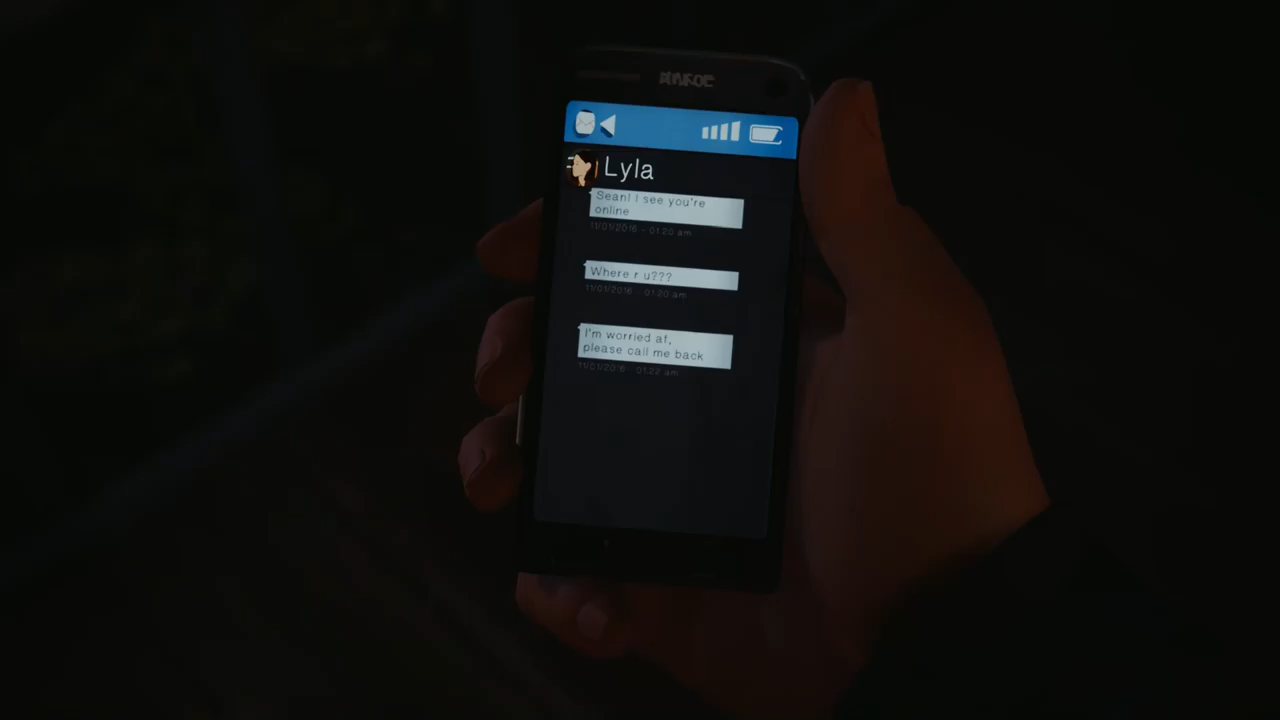 Lyla
Sean! I see you're
online
11/01/2016 - 01:20 am
Where r u???
11/01/2016 - 01:20 am
I'm worried af,
please call me back
11/01/2016 - 01:22 am